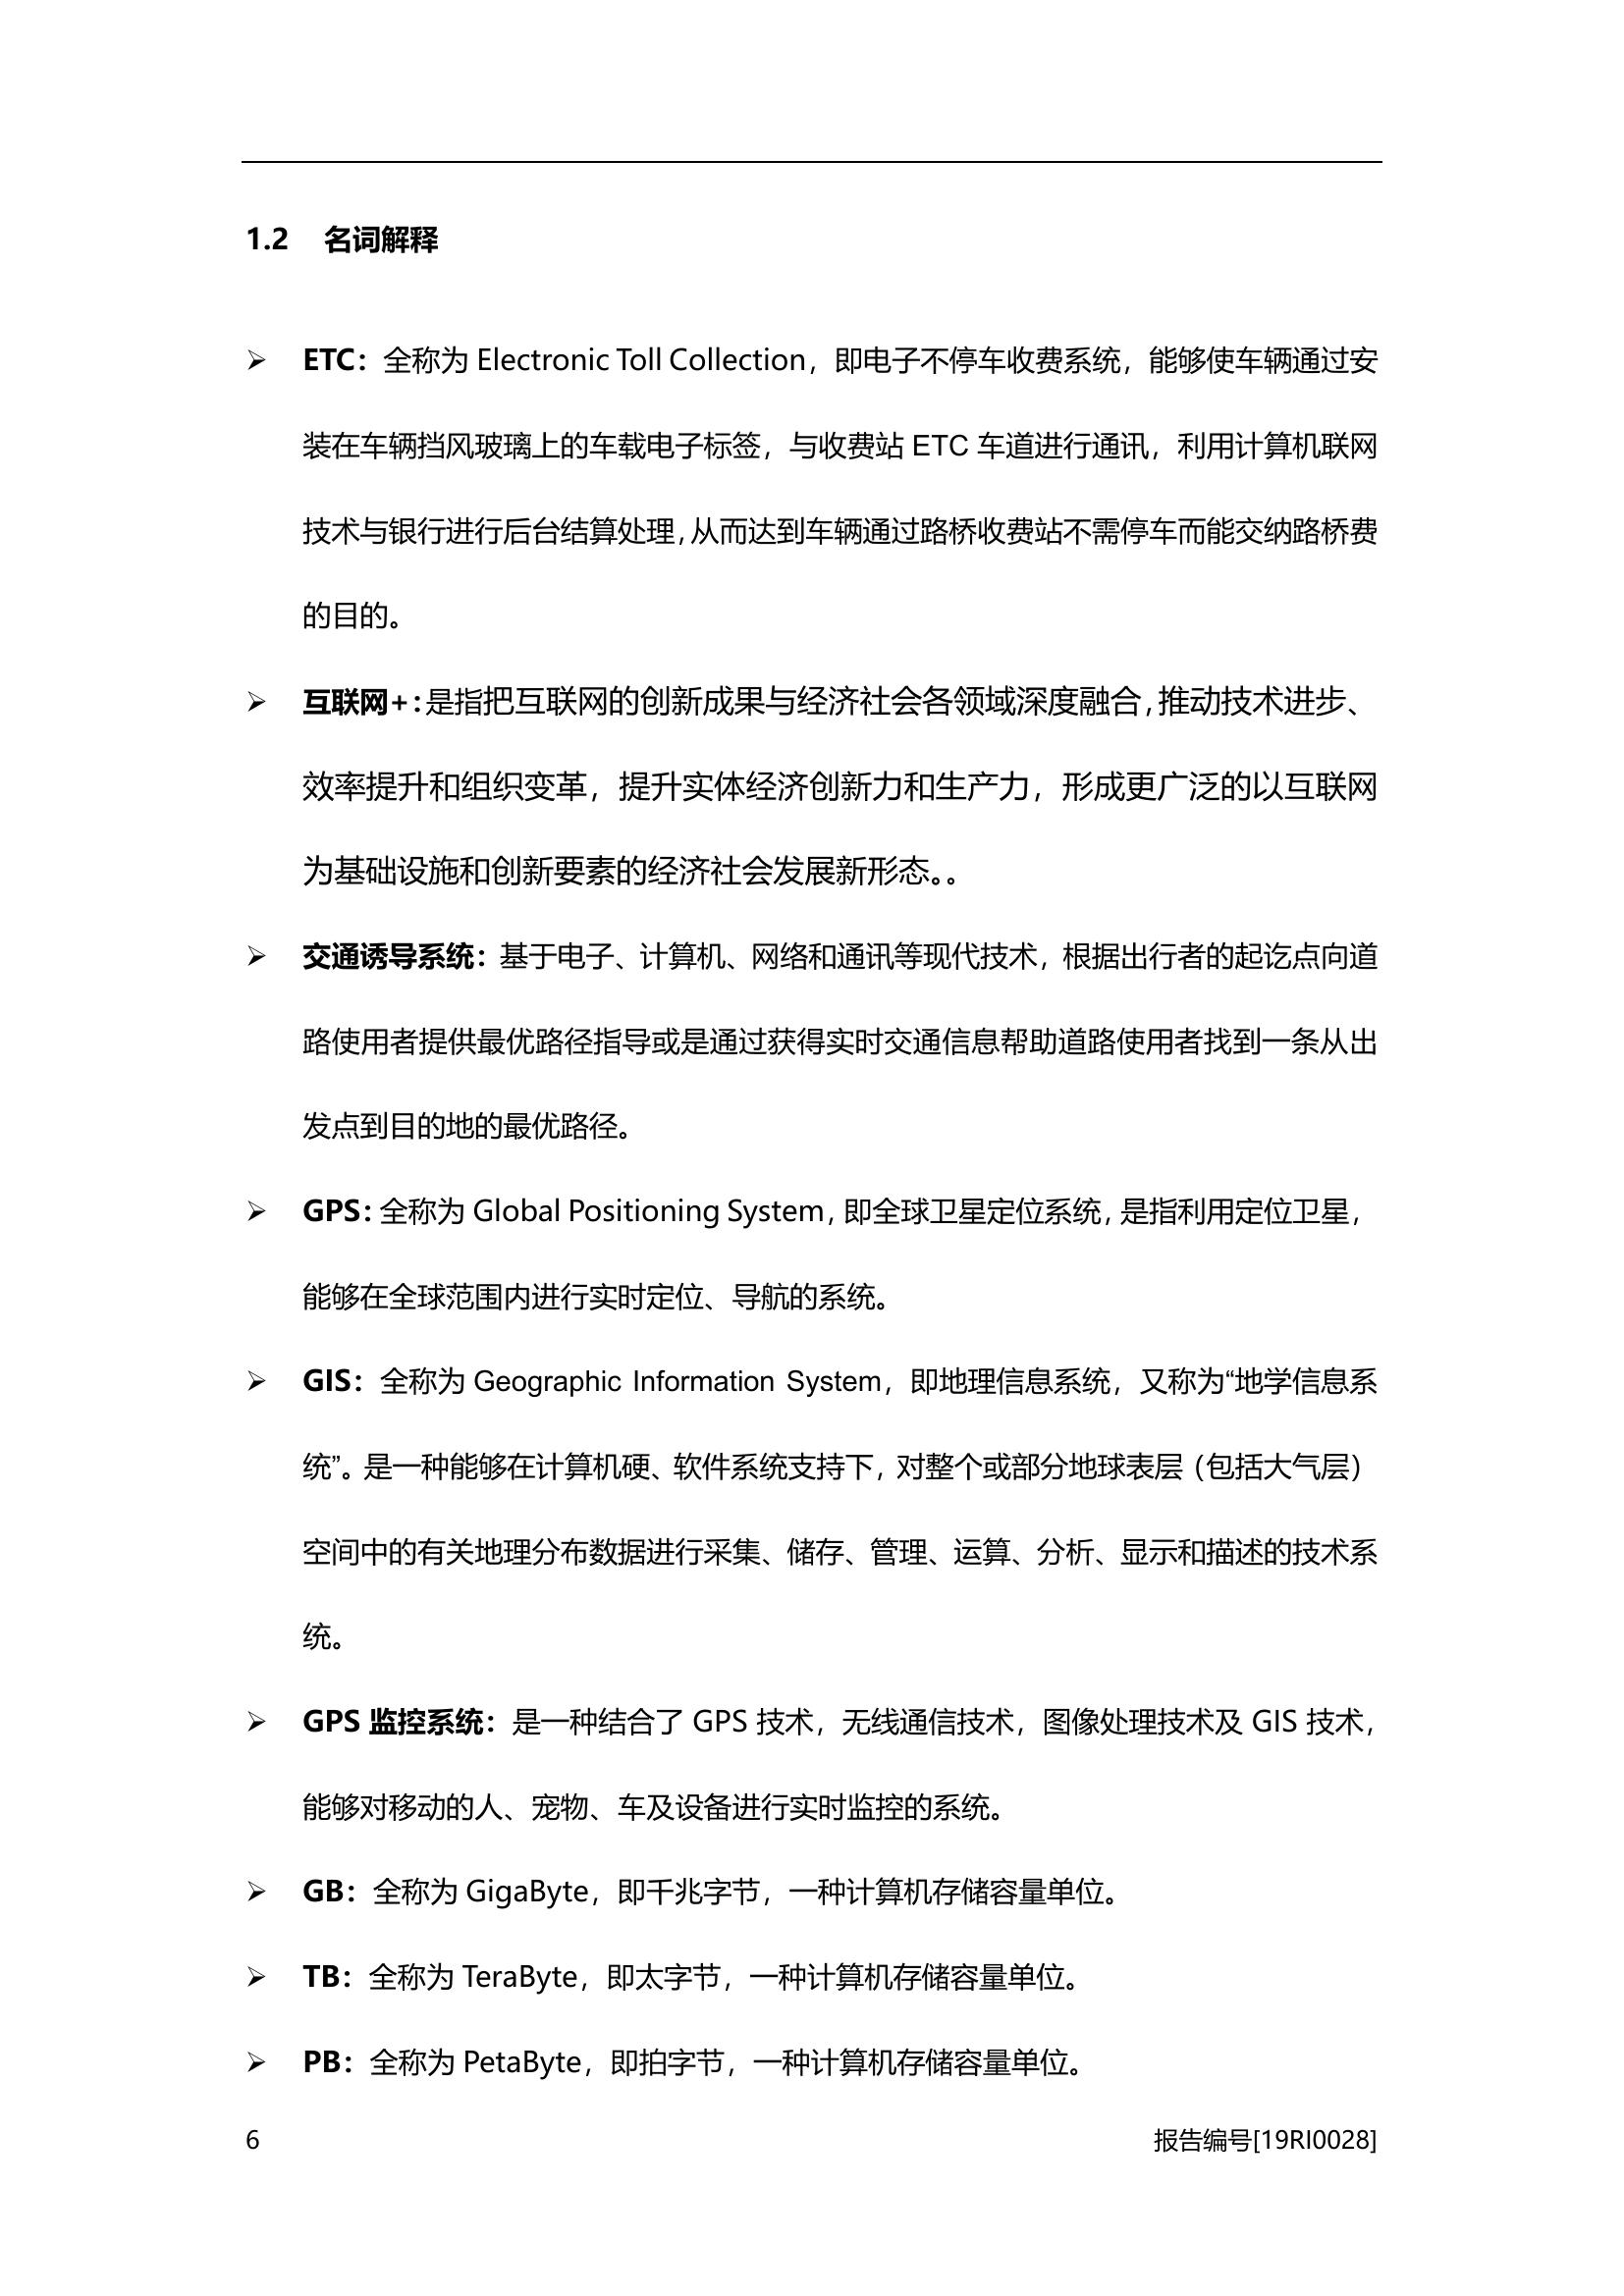 1.2 名词解释
➢ ETC：全称为 Electronic Toll Collection，即电子不停车收费系统，能够使车辆通过安
装在车辆挡风玻璃上的车载电子标签，与收费站 ETC 车道进行通讯，利用计算机联网
技术与银行进行后台结算处理，从而达到车辆通过路桥收费站不需停车而能交纳路桥费
的目的。
➢ 互联网+：是指把互联网的创新成果与经济社会各领域深度融合，推动技术进步、
效率提升和组织变革，提升实体经济创新力和生产力，形成更广泛的以互联网
为基础设施和创新要素的经济社会发展新形态。。
➢ 交通诱导系统：基于电子、计算机、网络和通讯等现代技术，根据出行者的起讫点向道
路使用者提供最优路径指导或是通过获得实时交通信息帮助道路使用者找到一条从出
发点到目的地的最优路径。
➢ GPS：全称为 Global Positioning System，即全球卫星定位系统，是指利用定位卫星，
能够在全球范围内进行实时定位、导航的系统。
➢ GIS：全称为 Geographic Information System，即地理信息系统，又称为“地学信息系
统”。是一种能够在计算机硬、软件系统支持下，对整个或部分地球表层（包括大气层）
空间中的有关地理分布数据进行采集、储存、管理、运算、分析、显示和描述的技术系
统。
➢ GPS 监控系统：是一种结合了 GPS 技术，无线通信技术，图像处理技术及 GIS 技术，
能够对移动的人、宠物、车及设备进行实时监控的系统。
➢ GB：全称为 GigaByte，即千兆字节，一种计算机存储容量单位。
➢ TB：全称为 TeraByte，即太字节，一种计算机存储容量单位。
➢ PB：全称为 PetaByte，即拍字节，一种计算机存储容量单位。
6 报告编号[19RI0028]